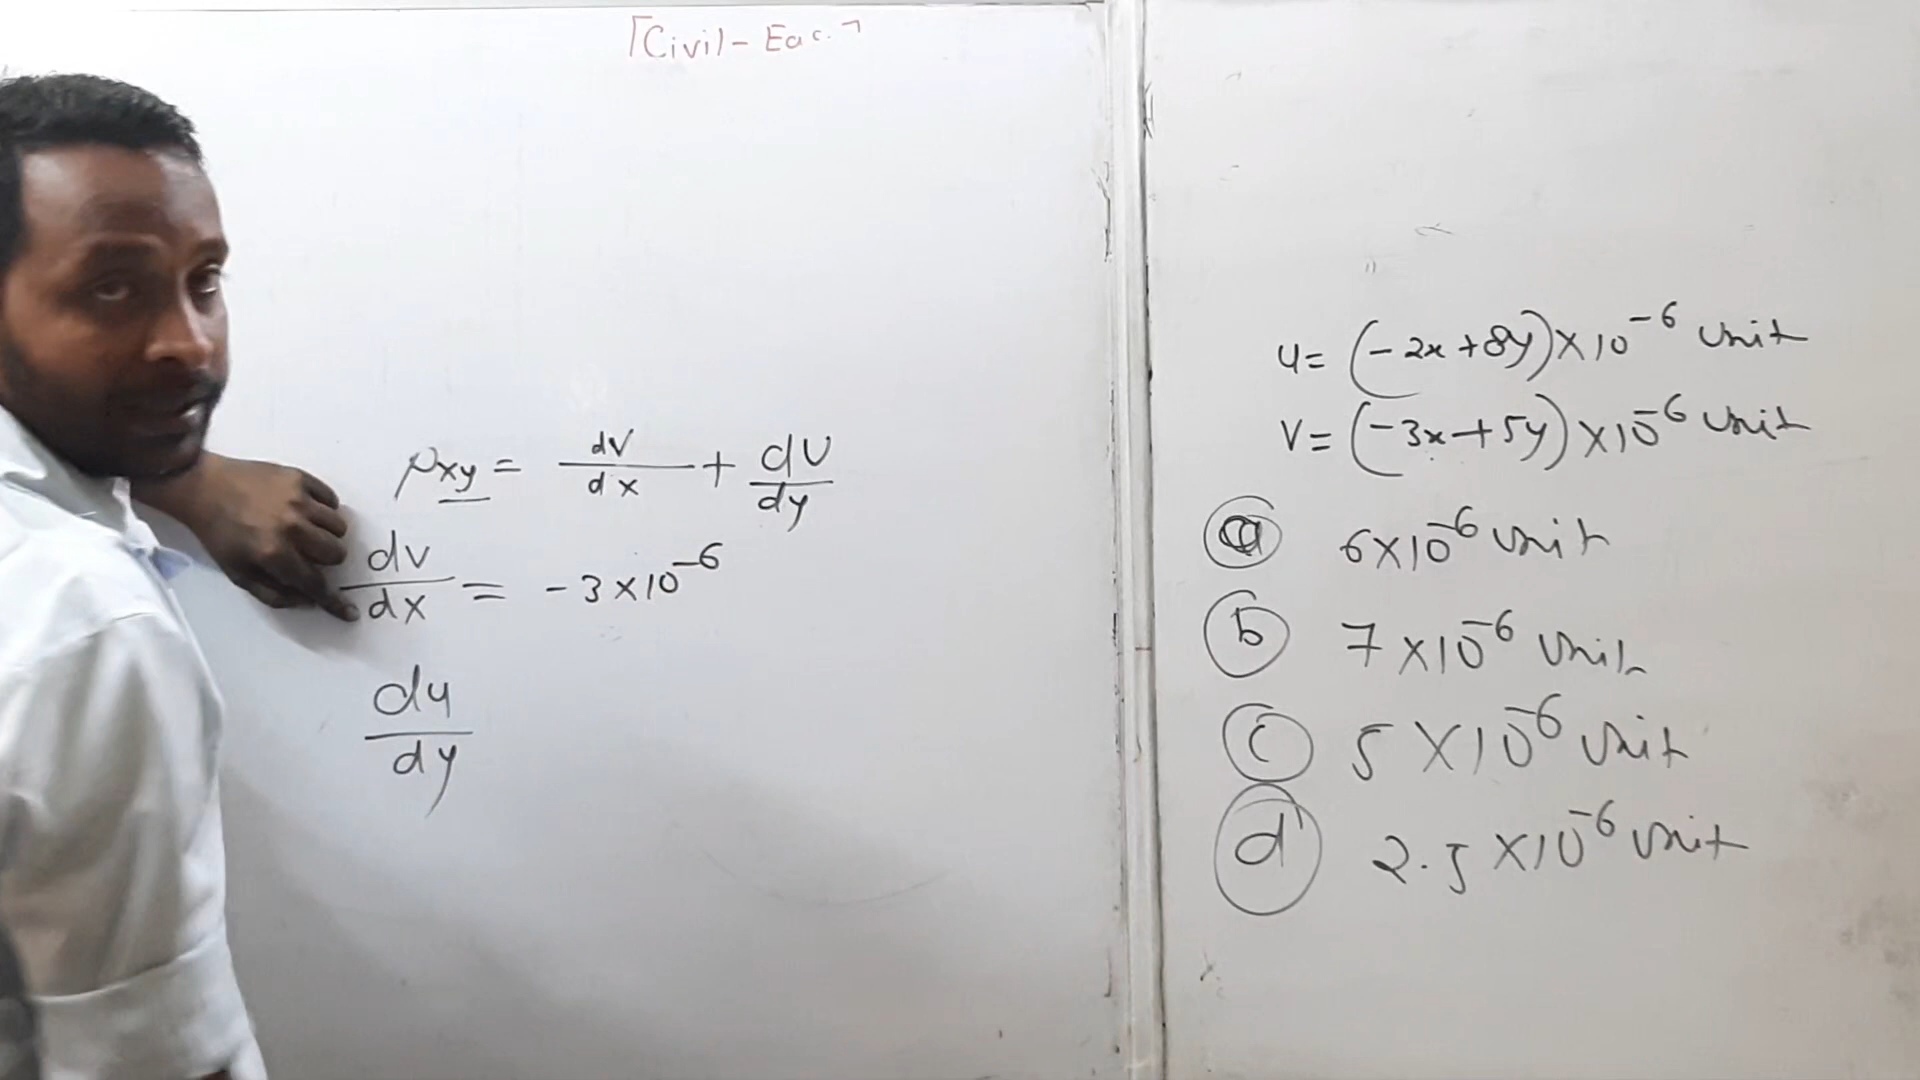 ⌈Civil - Eac.⌉
ρxy = dv/dx + dU/dy
dv/dx = -3×10^-6
du/dy
u= (-2x+8y)×10^-6 unit
V= (-3x+5y)×10^-6 unit
ⓐ 6×10^-6 unit
ⓑ 7×10^-6 unit
ⓒ 5×10^-6 unit
ⓓ 2.5×10^-6 unit